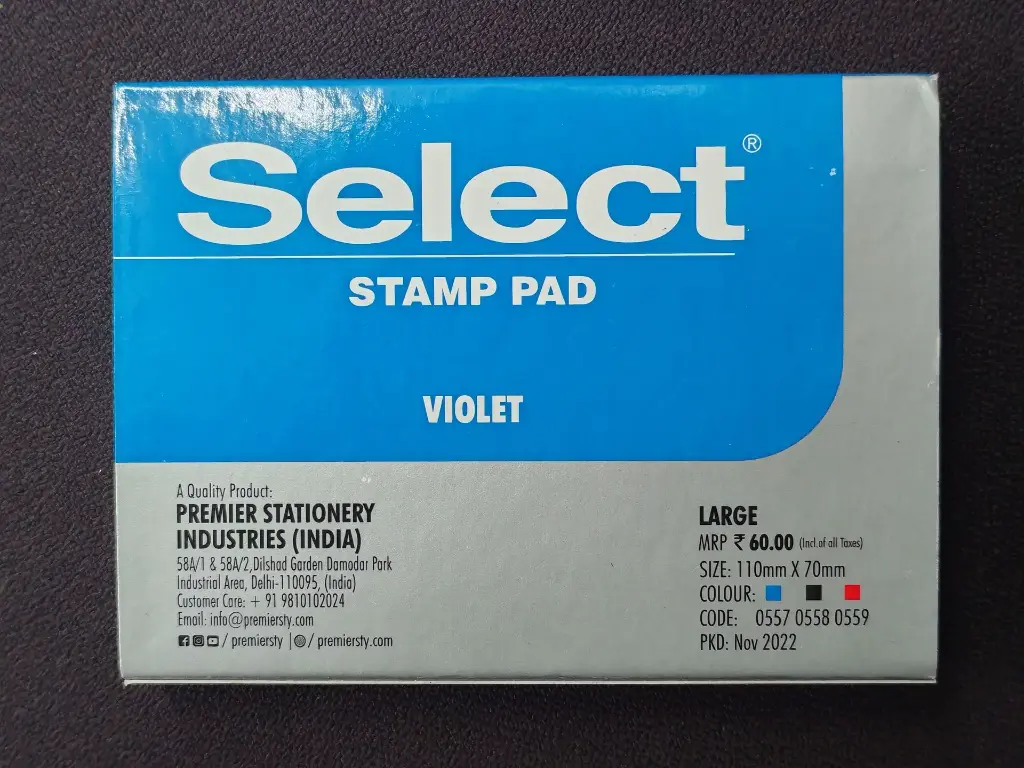 Select®
STAMP PAD
VIOLET
A Quality Product:
PREMIER STATIONERY
INDUSTRIES (INDIA)
58A/1 & 58A/2,Dilshad Garden Damodar Park
Industrial Area, Delhi-110095, (India)
Customer Care: + 91 9810102024
Email: info@premiersty.com
/ premiersty | / premiersty.com
LARGE
MRP ₹ 60.00 (Incl.of all Taxes)
SIZE: 110mm X 70mm
COLOUR:
CODE: 0557 0558 0559
PKD: Nov 2022